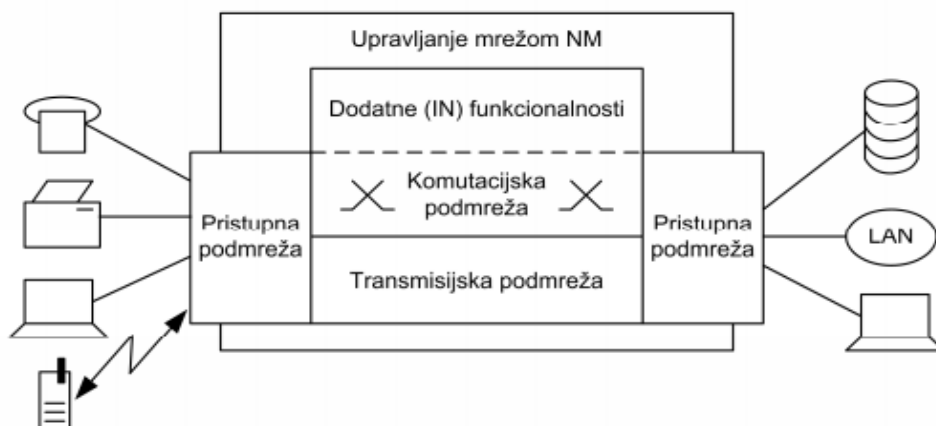 Upravljanje mrežom NM
Dodatne (IN) funkcionalnosti
Komutacijska
podmreža
Pristupna
podmreža
Pristupna
podmreža
LAN
Transmisijska podmreža